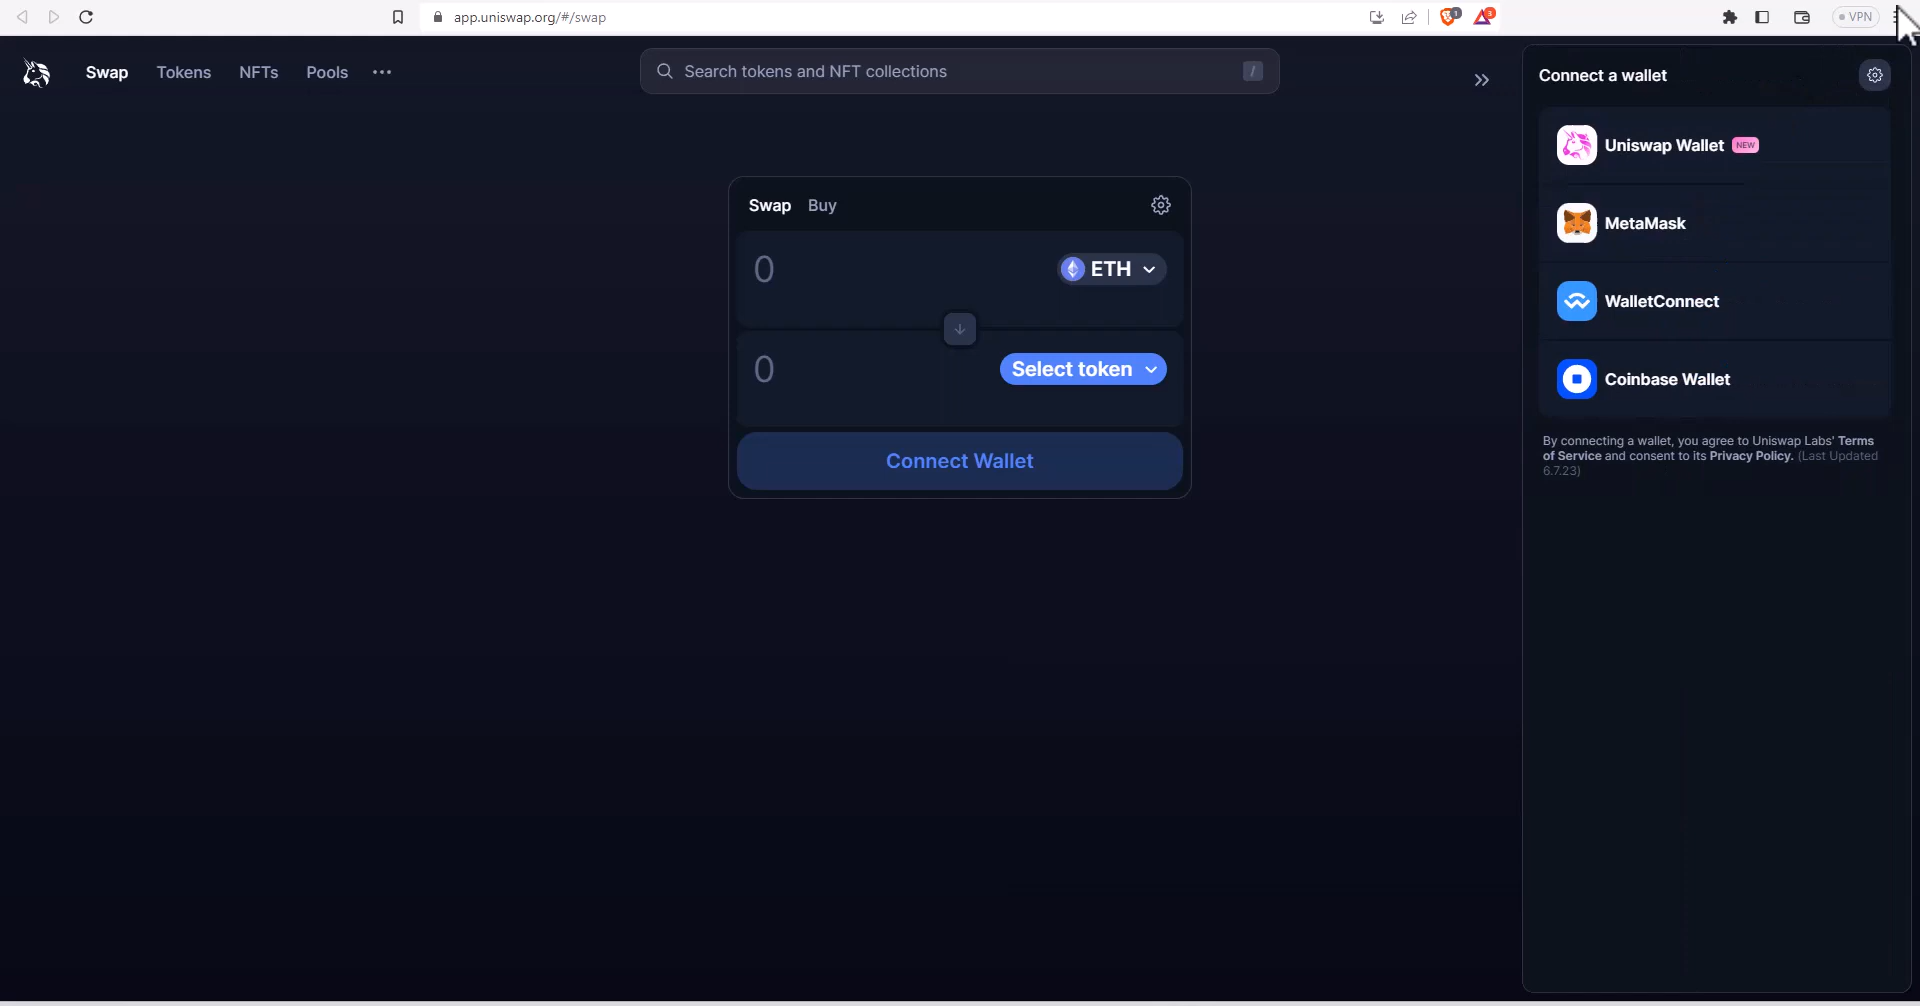 app.uniswap.org/#/swap
1
3
VPN
Swap
Tokens
NFTs
Pools
Search tokens and NFT collections
/
Connect a wallet
Uniswap Wallet NEW
MetaMask
WalletConnect
Coinbase Wallet
By connecting a wallet, you agree to Uniswap Labs' Terms
of Service and consent to its Privacy Policy. (Last Updated
6.7.23)
Swap Buy
0
ETH
0
Select token
Connect Wallet